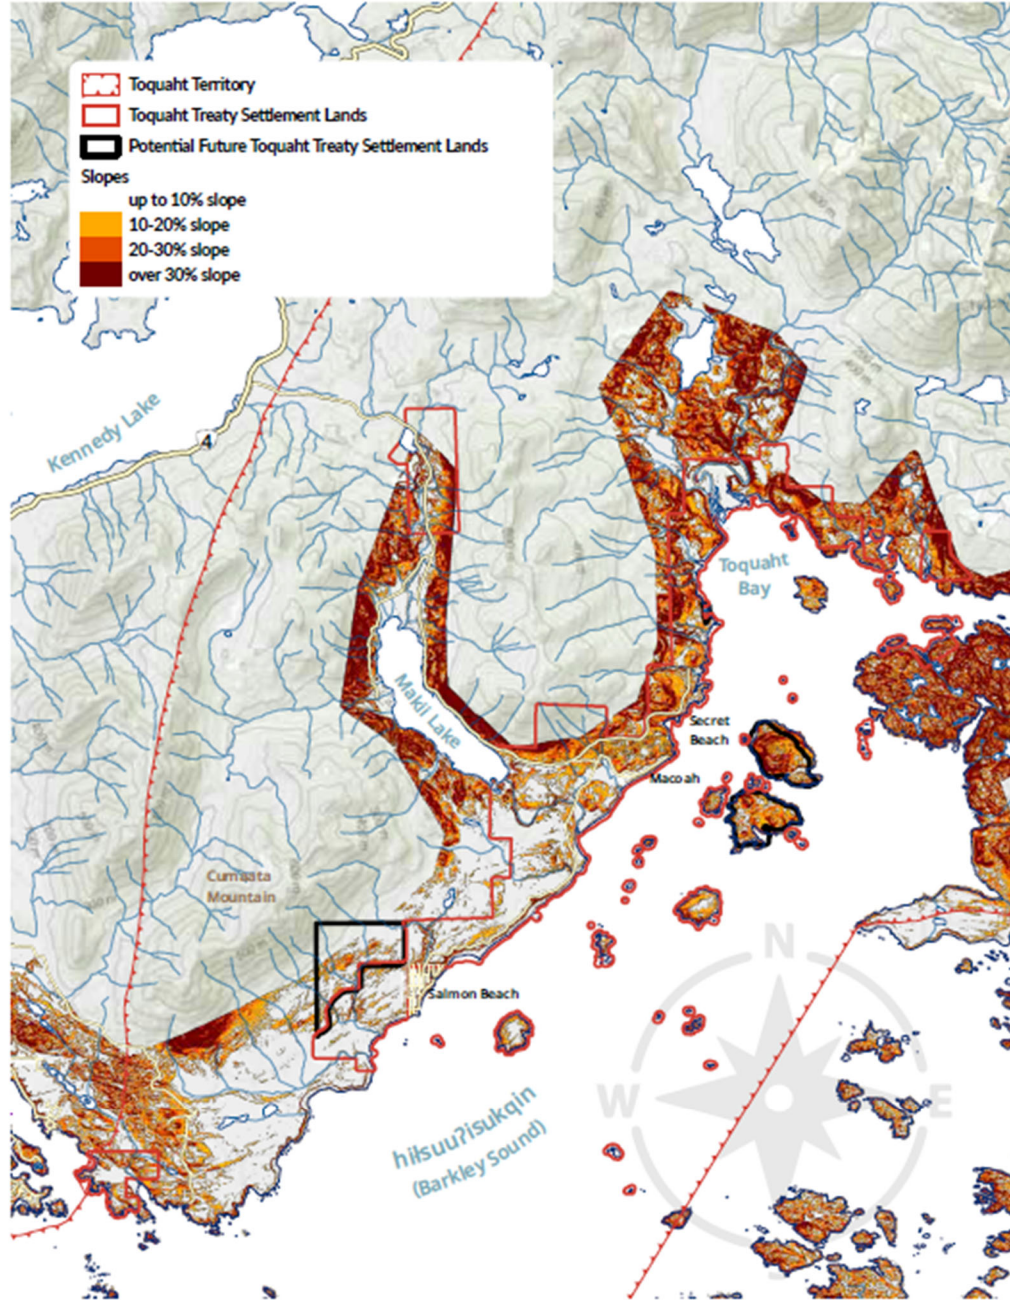 Toquaht Territory
Toquaht Treaty Settlement Lands
Potential Future Toquaht Treaty Settlement Lands
Slopes
up to 10% slope
10-20% slope
20-30% slope
over 30% slope
Kennedy Lake
4
Toquaht
Bay
Makii Lake
Secret
Beach
Macoah
Cumaata
Mountain
Salmon Beach
N
W
E
hilsuu?isukqin
(Barkley Sound)